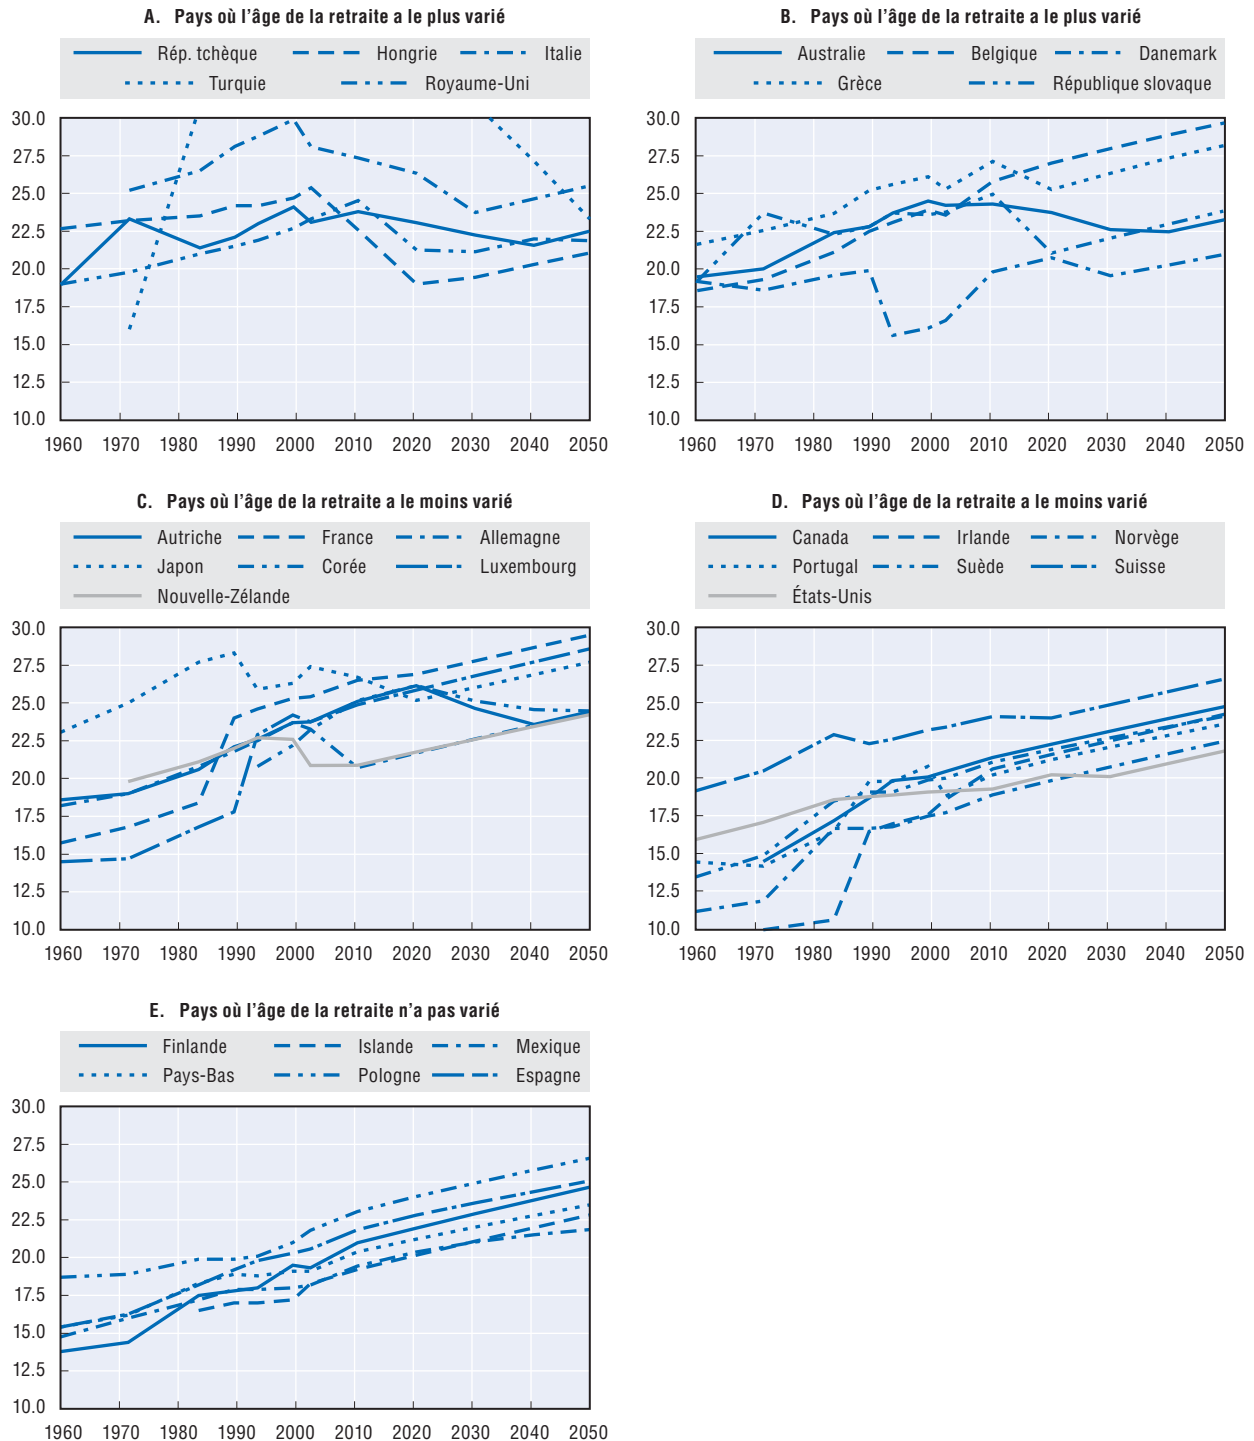 A. Pays où l'âge de la retraite a le plus varié
Rép. tchèque Hongrie Italie
Turquie Royaume-Uni
30.0
27.5
25.0
22.5
20.0
17.5
15.0
12.5
10.0
1960 1970 1980 1990 2000 2010 2020 2030 2040 2050
B. Pays où l'âge de la retraite a le plus varié
Australie Belgique Danemark
Grèce République slovaque
30.0
27.5
25.0
22.5
20.0
17.5
15.0
12.5
10.0
1960 1970 1980 1990 2000 2010 2020 2030 2040 2050
C. Pays où l'âge de la retraite a le moins varié
Autriche France Allemagne
Japon Corée Luxembourg
Nouvelle-Zélande
30.0
27.5
25.0
22.5
20.0
17.5
15.0
12.5
10.0
1960 1970 1980 1990 2000 2010 2020 2030 2040 2050
D. Pays où l'âge de la retraite a le moins varié
Canada Irlande Norvège
Portugal Suède Suisse
États-Unis
30.0
27.5
25.0
22.5
20.0
17.5
15.0
12.5
10.0
1960 1970 1980 1990 2000 2010 2020 2030 2040 2050
E. Pays où l'âge de la retraite n'a pas varié
Finlande Islande Mexique
Pays-Bas Pologne Espagne
30.0
27.5
25.0
22.5
20.0
17.5
15.0
12.5
10.0
1960 1970 1980 1990 2000 2010 2020 2030 2040 2050